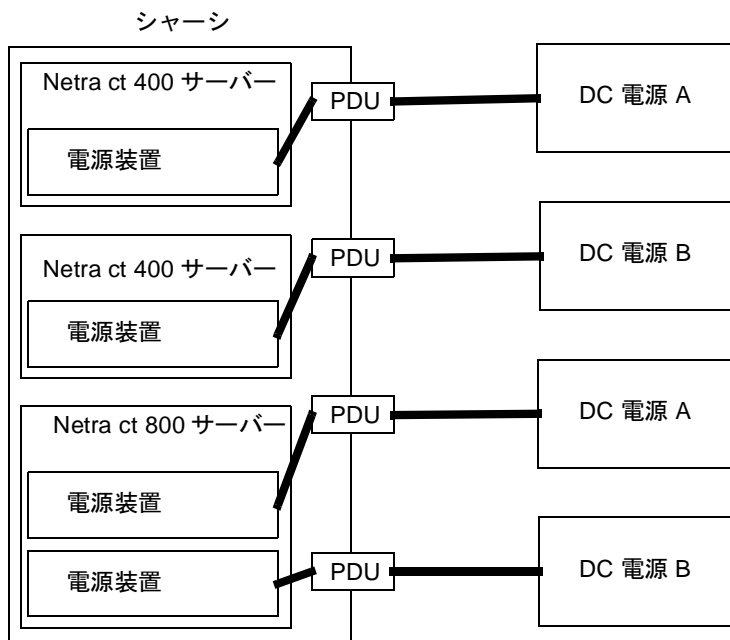 シャーシ
Netra ct 400 サーバー
PDU
DC 電源 A
電源装置
Netra ct 400 サーバー
PDU
DC 電源 B
電源装置
Netra ct 800 サーバー
PDU
DC 電源 A
電源装置
電源装置
PDU
DC 電源 B